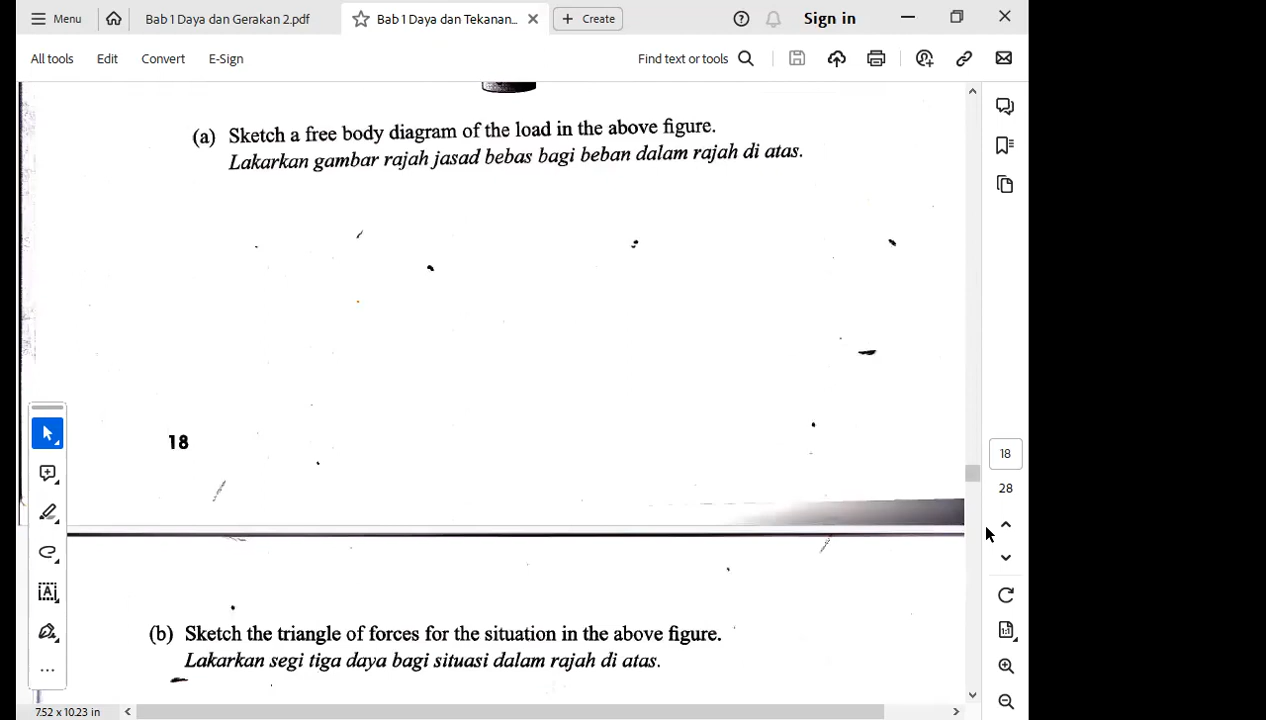 Menu
Bab 1 Daya dan Gerakan 2.pdf
Bab 1 Daya dan Tekanan...
Create
Sign in
All tools
Edit
Convert
E-Sign
Find text or tools
(a) Sketch a free body diagram of the load in the above figure.
Lakarkan gambar rajah jasad bebas bagi beban dalam rajah di atas.
18
18
28
(b) Sketch the triangle of forces for the situation in the above figure.
Lakarkan segi tiga daya bagi situasi dalam rajah di atas.
7.52 x 10.23 in